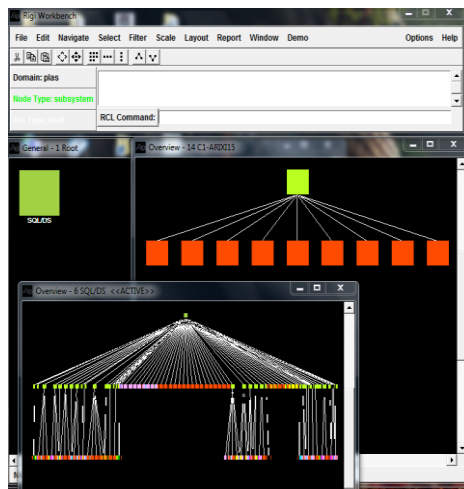 Rigi Workbench
File Edit Navigate Select Filter Scale Layout Report Window Demo Options Help
Domain: plas
Node Type: subsystem
RCL Command:
General - 1 Root
Overview - 14 C1-ARIXI15
SQL/DS
Overview - 6 SQL/DS <<ACTIVE>>